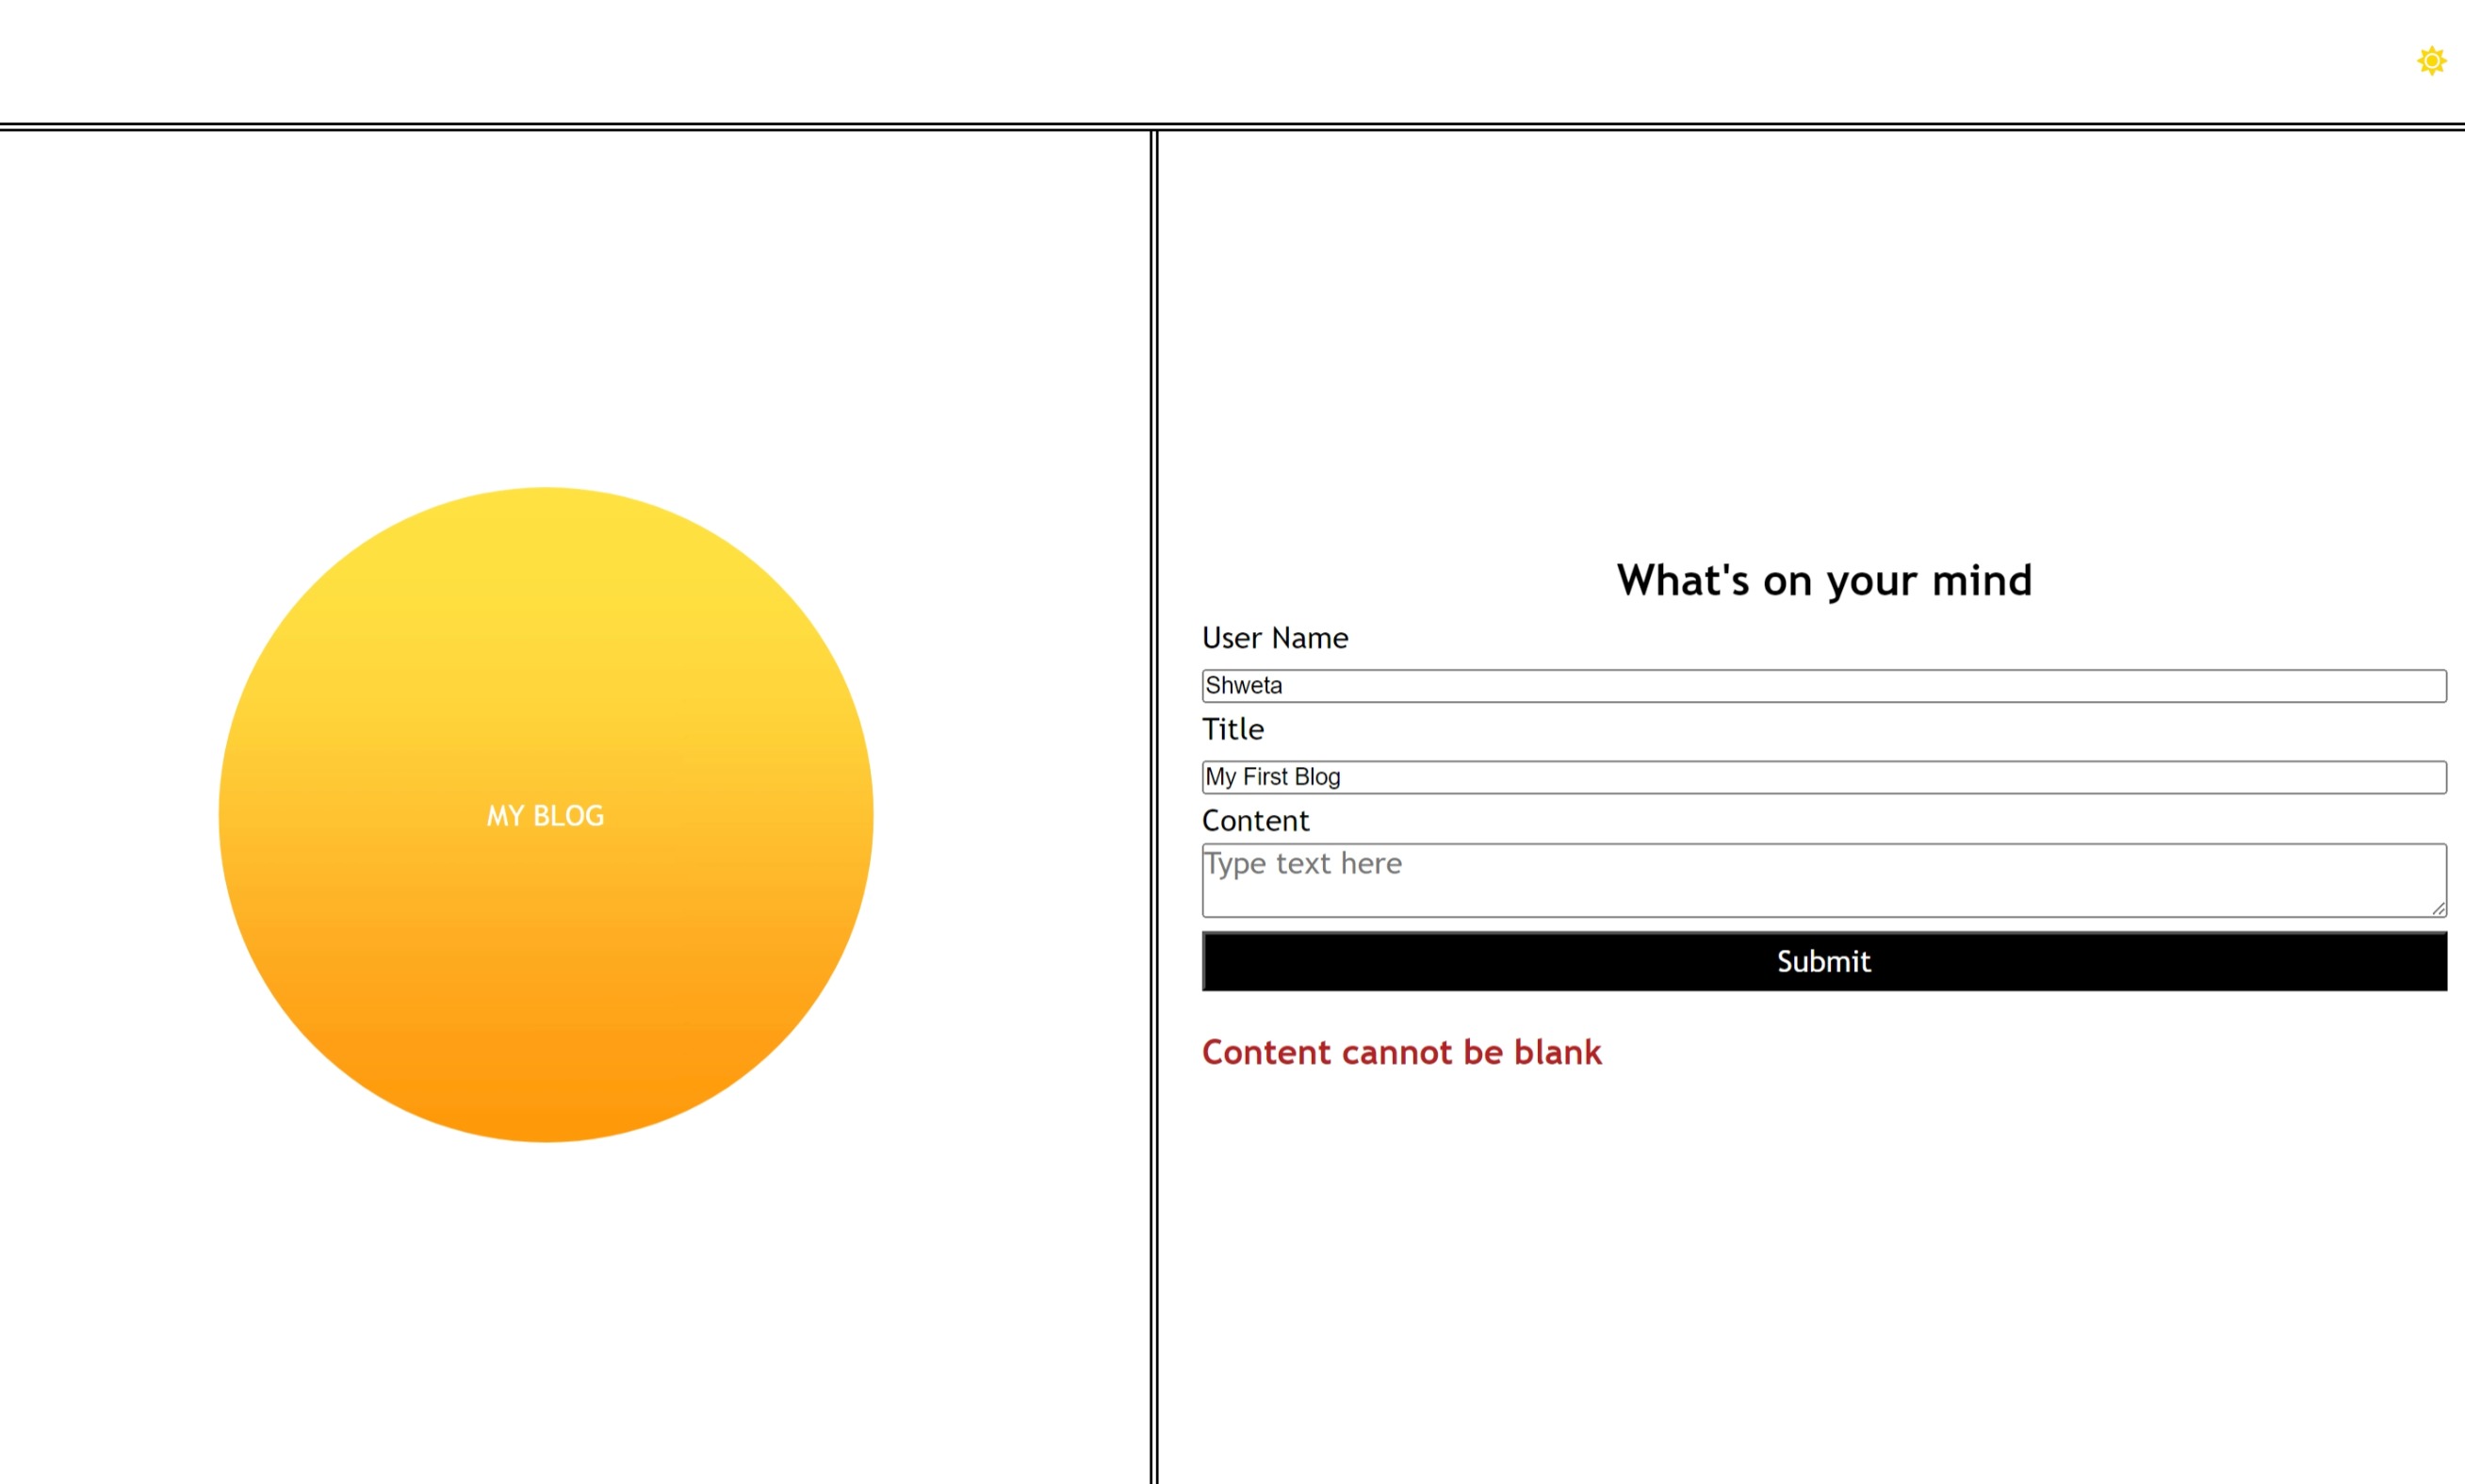 MY BLOG
What's on your mind
User Name
Shweta
Title
My First Blog
Content
Type text here
Submit
Content cannot be blank